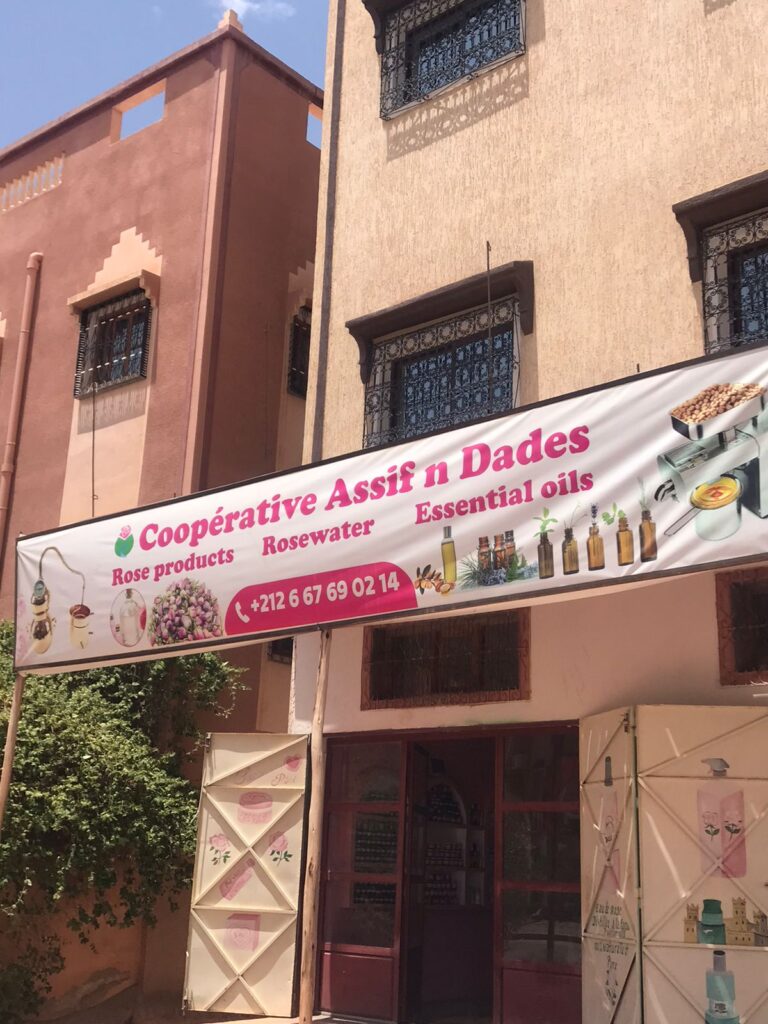 Coopérative Assif n Dades
Rose products Rosewater Essential oils
+212 6 67 69 02 14